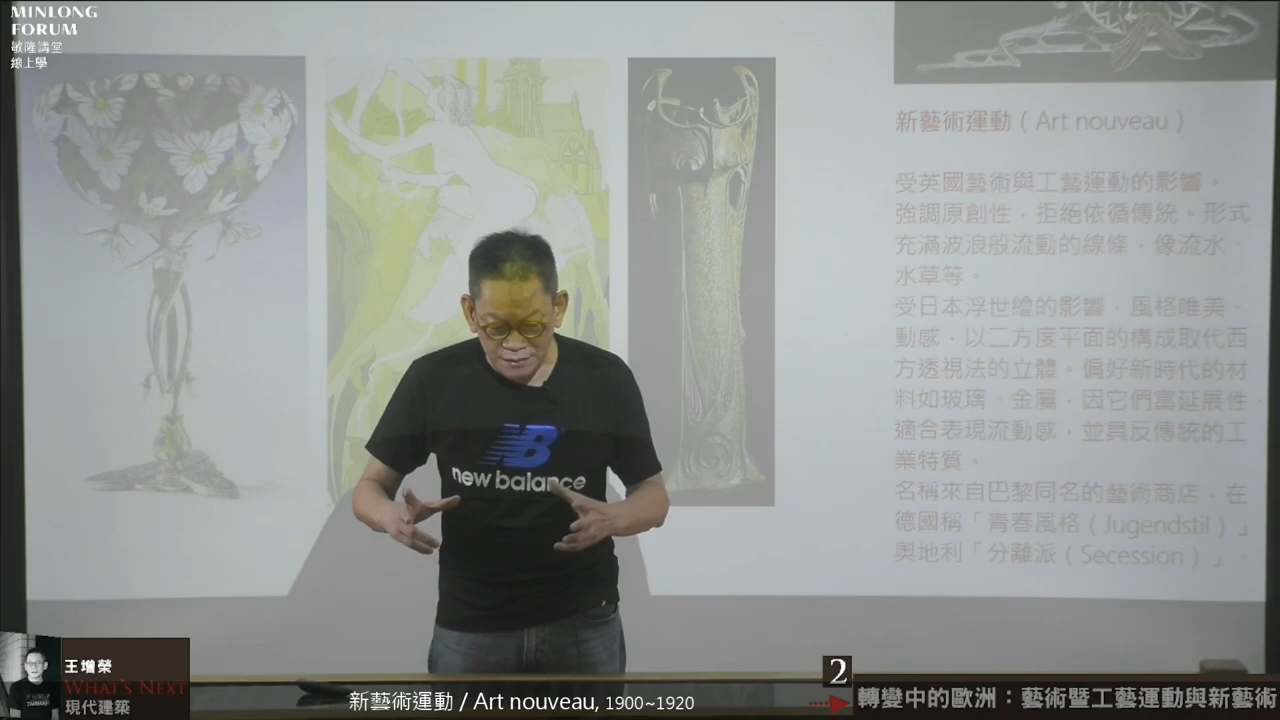 MINLONG
FORUM
敏隆講堂
線上學
新藝術運動（Art nouveau）
受英國藝術與工藝運動的影響。
強調原創性，拒絕依循傳統。形式
充滿波浪般流動的線條，像流水、
水草等。
受日本浮世繪的影響，風格唯美、
動感，以二方度平面的構成取代西
方透視法的立體。偏好新時代的材
料如玻璃、金屬，因它們富延展性，
適合表現流動感，並具反傳統的工
業特質。
名稱來自巴黎同名的藝術商店，在
德國稱「青春風格（Jugendstil）」
奧地利「分離派（Secession）」。
NB
new balance
王增榮
WHAT'S NEXT
現代建築
新藝術運動 / Art nouveau, 1900~1920
2
轉變中的歐洲：藝術暨工藝運動與新藝術